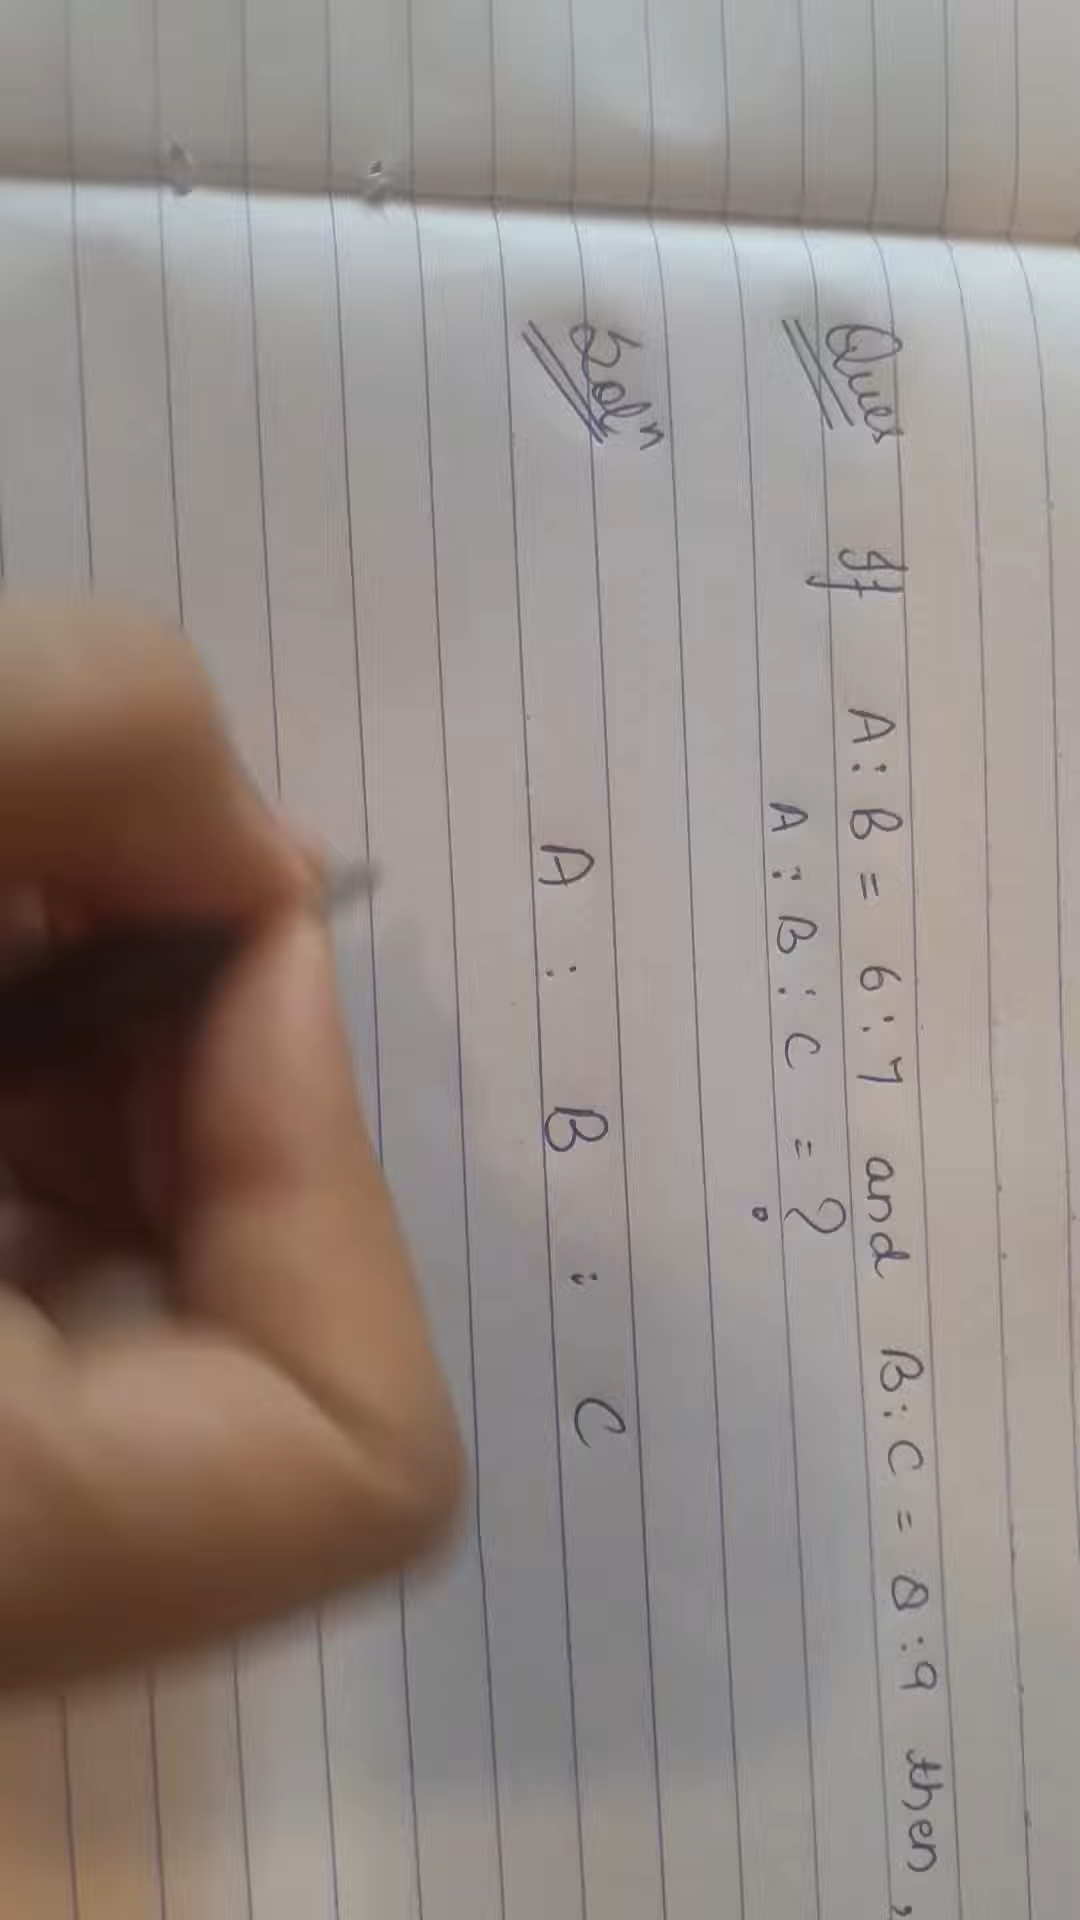 Ques If A:B = 6:7 and B:C = 8:9 then,
A:B:C = ?
Solⁿ
A : B : C